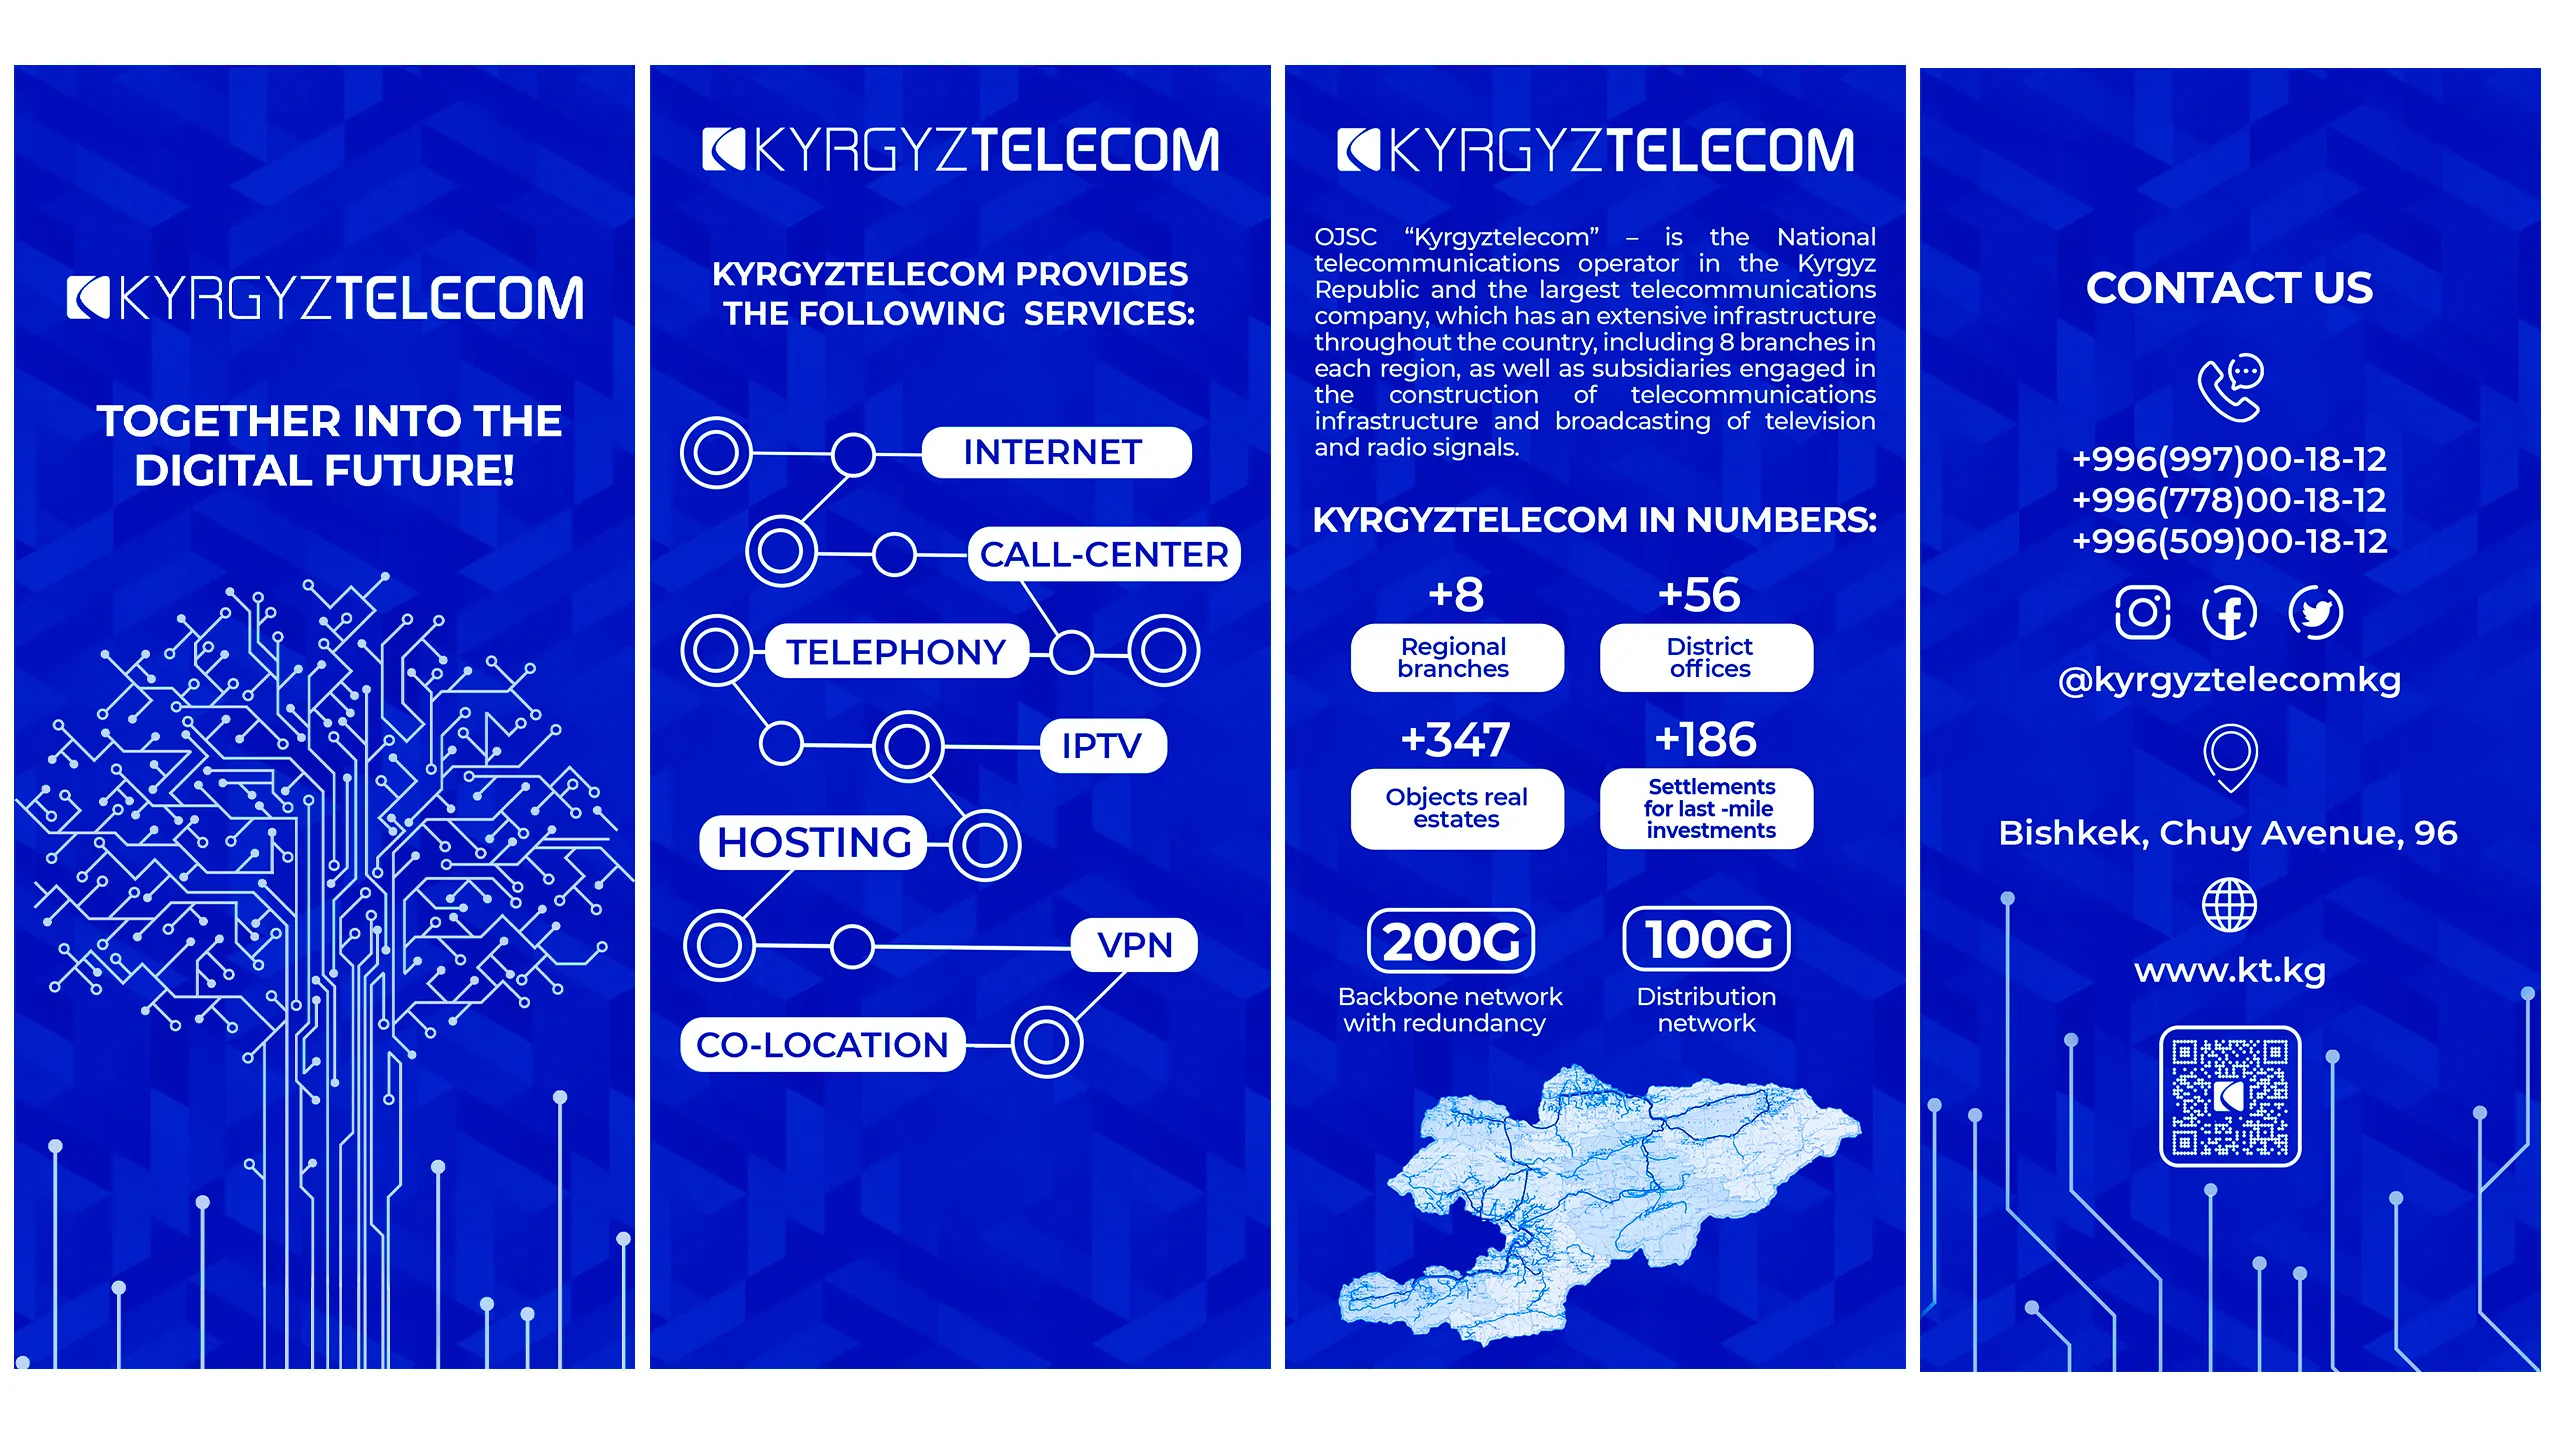 KYRGYZTELECOM
TOGETHER INTO THE
DIGITAL FUTURE!
KYRGYZTELECOM
KYRGYZTELECOM PROVIDES
THE FOLLOWING SERVICES:
INTERNET
CALL-CENTER
TELEPHONY
IPTV
HOSTING
VPN
CO-LOCATION
KYRGYZTELECOM
OJSC “Kyrgyztelecom” – is the National
telecommunications operator in the Kyrgyz
Republic and the largest telecommunications
company, which has an extensive infrastructure
throughout the country, including 8 branches in
each region, as well as subsidiaries engaged in
the construction of telecommunications
infrastructure and broadcasting of television
and radio signals.
KYRGYZTELECOM IN NUMBERS:
+8
Regional
branches
+56
District
offices
+347
Objects real
estates
+186
Settlements
for last -mile
investments
200G
Backbone network
with redundancy
100G
Distribution
network
CONTACT US
+996(997)00-18-12
+996(778)00-18-12
+996(509)00-18-12
@kyrgyztelecomkg
Bishkek, Chuy Avenue, 96
www.kt.kg